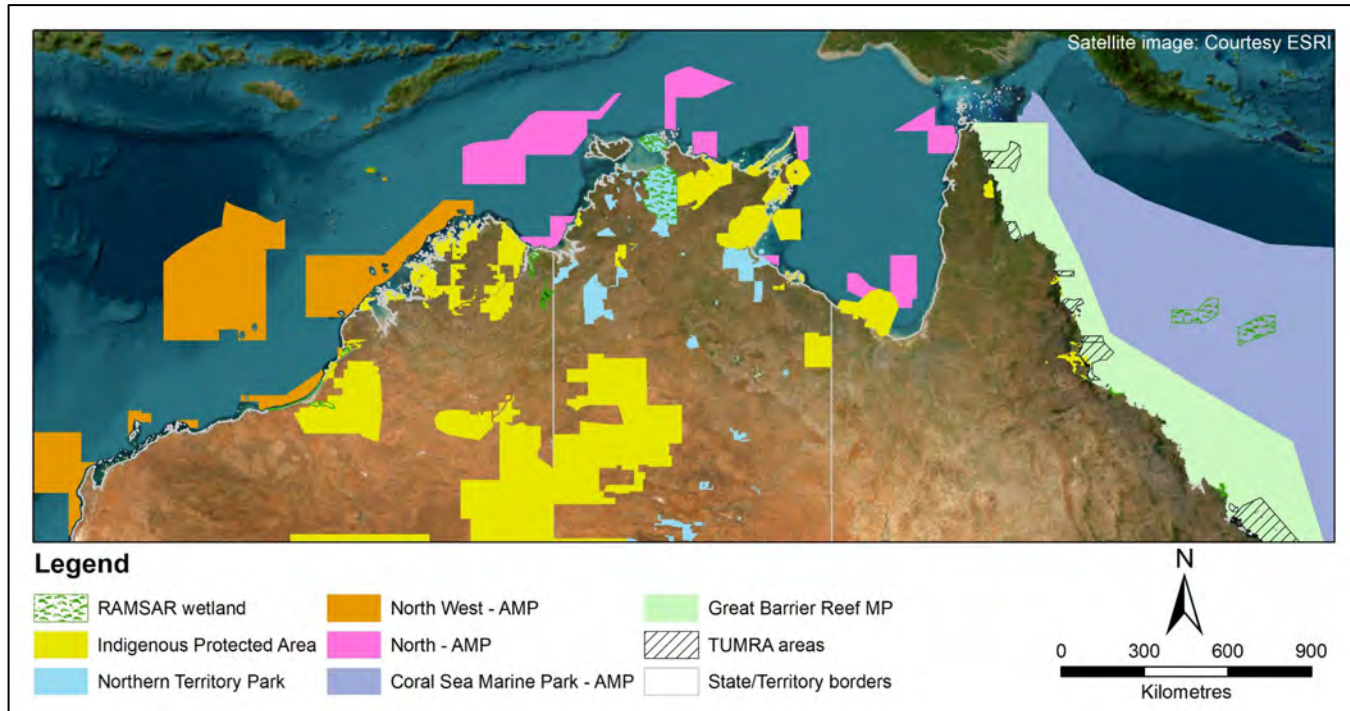 Satellite image: Courtesy ESRI
Legend
RAMSAR wetland
Indigenous Protected Area
Northern Territory Park
North West - AMP
North - AMP
Coral Sea Marine Park - AMP
Great Barrier Reef MP
TUMRA areas
State/Territory borders
N
0 300 600 900
Kilometres